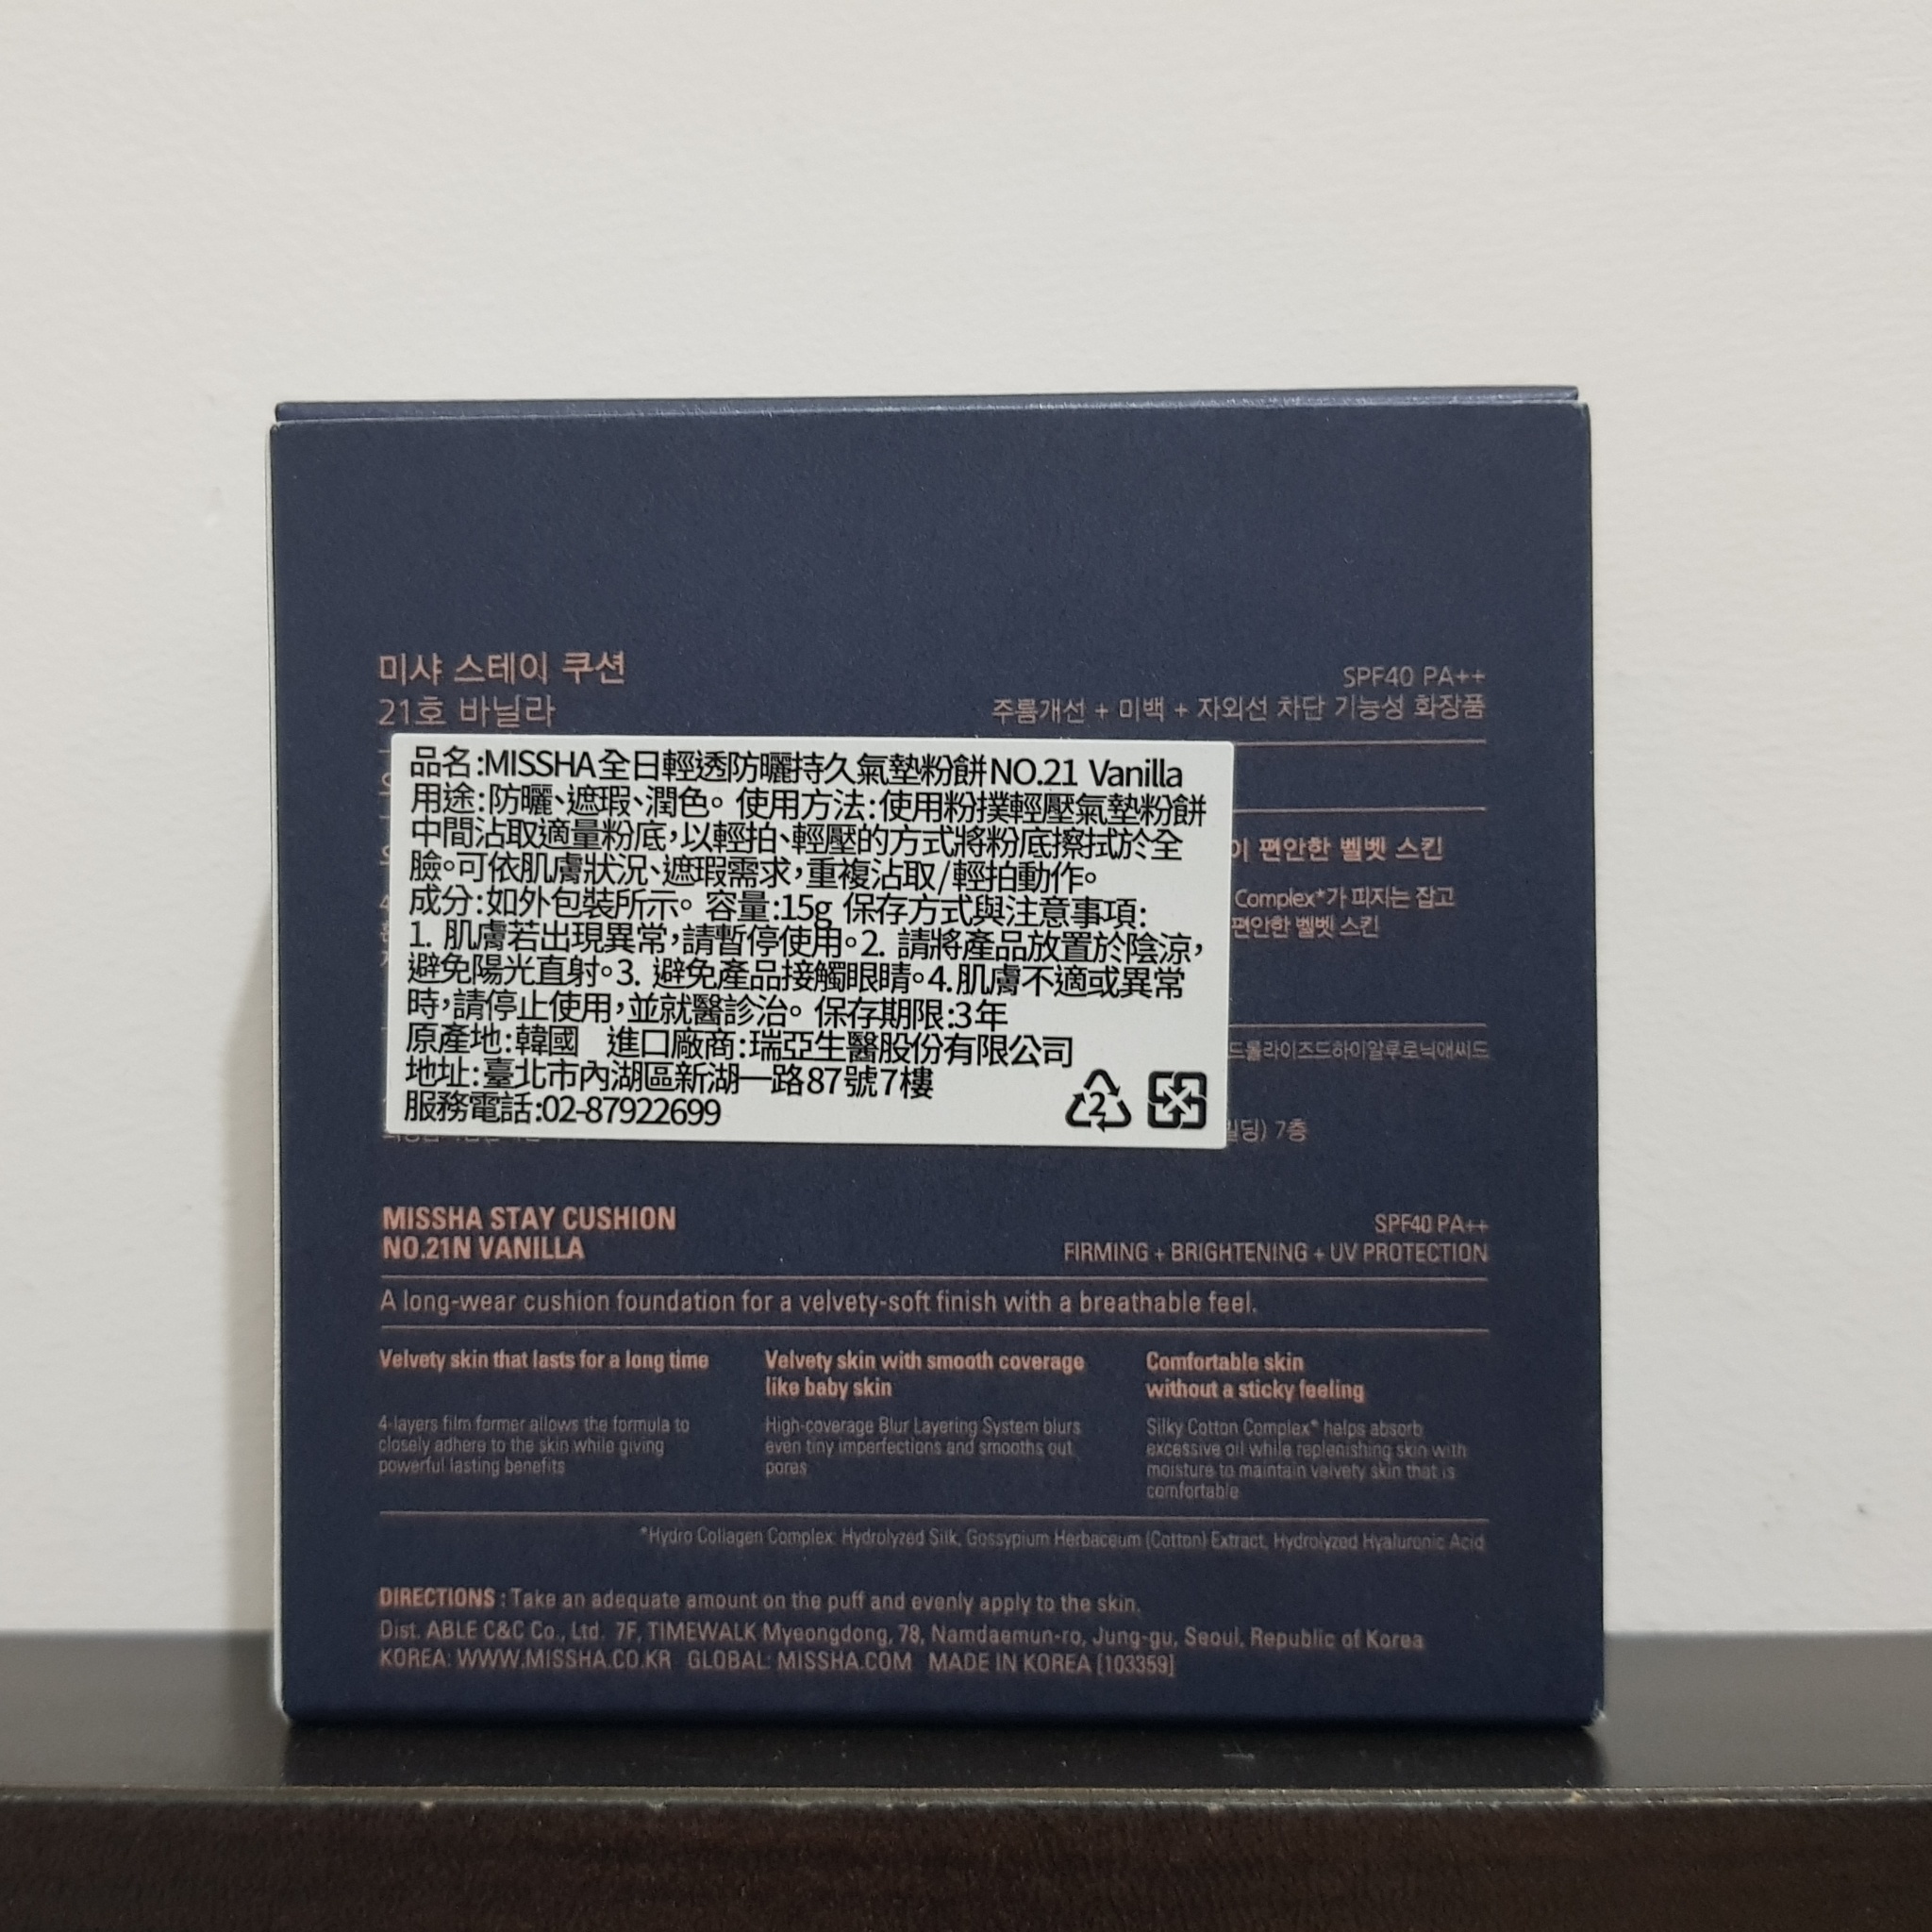 미샤 스테이 쿠션
21호 바닐라
SPF40 PA++
주름개선 + 미백 + 자외선 차단 기능성 화장품
品名:MISSHA全日輕透防曬持久氣墊粉餅NO.21 Vanilla
用途:防曬、遮瑕、潤色。使用方法:使用粉撲輕壓氣墊粉餅
中間沾取適量粉底,以輕拍、輕壓的方式將粉底擦拭於全
臉。可依肌膚狀況、遮瑕需求,重複沾取/輕拍動作。
成分:如外包裝所示。容量:15g 保存方式與注意事項:
1. 肌膚若出現異常,請暫停使用。2. 請將產品放置於陰涼,
避免陽光直射。3. 避免產品接觸眼睛。4.肌膚不適或異常
時,請停止使用,並就醫診治。保存期限:3年
原產地:韓國 進口廠商:瑞亞生醫股份有限公司
地址:臺北市內湖區新湖一路87號7樓
服務電話:02-87922699
2
이 편안한 벨벳 스킨
Complex*가 피지는 잡고
편안한 벨벳 스킨
드롤라이즈드하이알루로닉애씨드
빌딩) 7층
MISSHA STAY CUSHION
NO.21N VANILLA
SPF40 PA++
FIRMING + BRIGHTENING + UV PROTECTION
A long-wear cushion foundation for a velvety-soft finish with a breathable feel.
Velvety skin that lasts for a long time
4-layers film former allows the formula to
closely adhere to the skin while giving
powerful lasting benefits
Velvety skin with smooth coverage
like baby skin
High-coverage Blur Layering System blurs
even tiny imperfections and smooths out
pores
Comfortable skin
without a sticky feeling
Silky Cotton Complex* helps absorb
excessive oil while replenishing skin with
moisture to maintain velvety skin that is
comfortable
*Hydro Collagen Complex: Hydrolyzed Silk, Gossypium Herbaceum (Cotton) Extract, Hydrolyzed Hyaluronic Acid
DIRECTIONS : Take an adequate amount on the puff and evenly apply to the skin.
Dist. ABLE C&C Co., Ltd. 7F, TIMEWALK Myeongdong, 78, Namdaemun-ro, Jung-gu, Seoul, Republic of Korea
KOREA: WWW.MISSHA.CO.KR GLOBAL: MISSHA.COM MADE IN KOREA [103359]